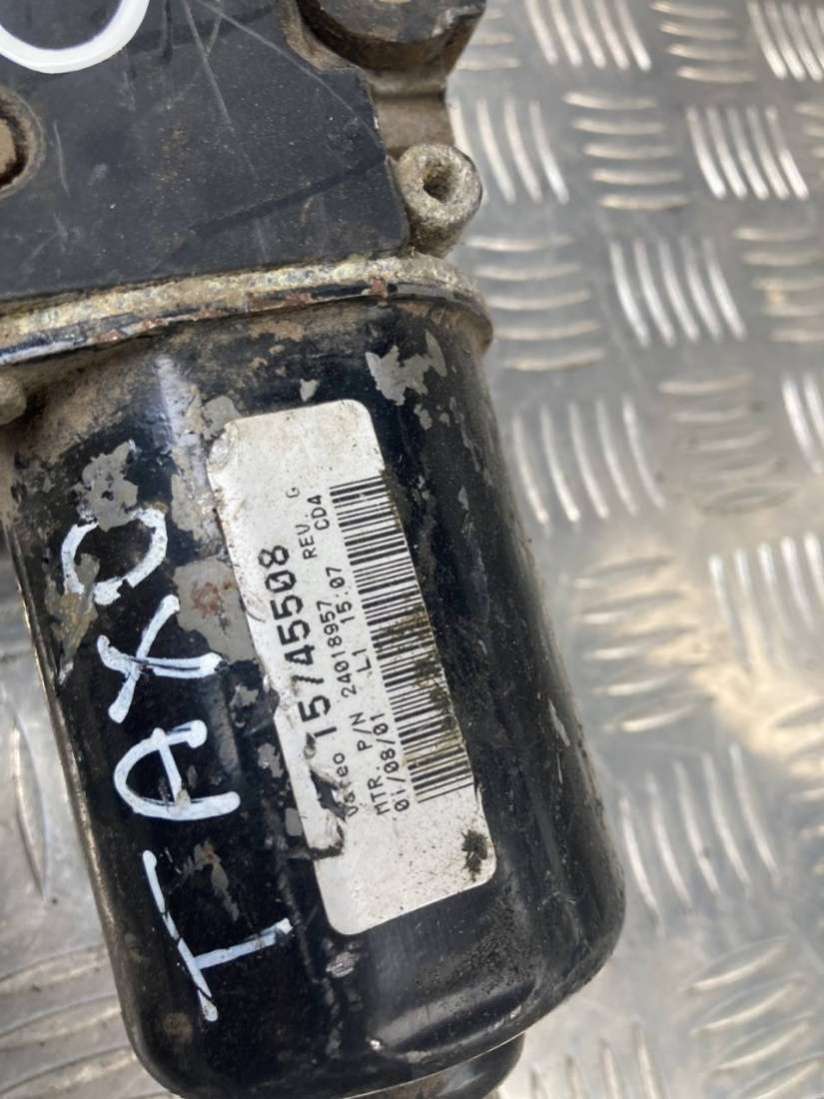 15745508
Valeo
MTR. P/N 24018957 REV. G
01/08/01 L1 15:07 CD4
TAXO